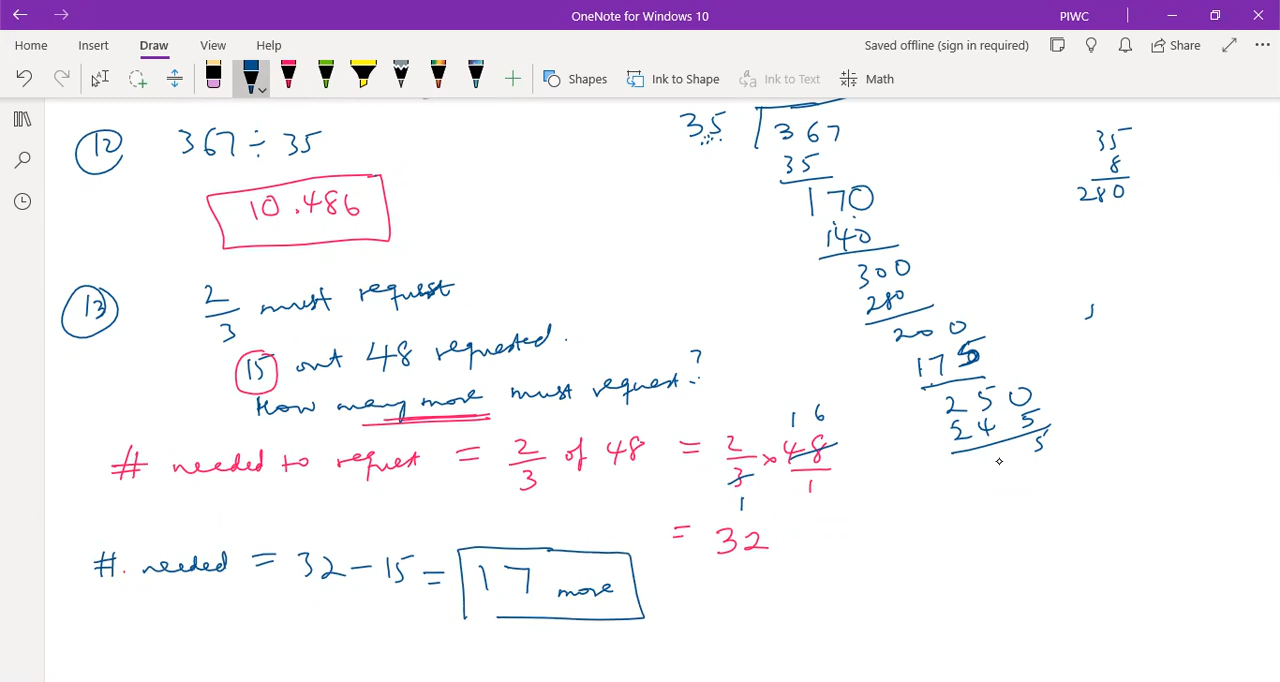 OneNote for Windows 10
PIWC
Home Insert Draw View Help
Saved offline (sign in required)
Share
Shapes
Ink to Shape
Ink to Text
Math
12 367 ÷ 35
10.486
35 367
35
170
140
300
280
200
175
250
245
5
35
8
280
13 2/3 must request
15 out 48 requested.
How many more must request?
# needed to request = 2/3 of 48 = 2/3 × 48/1
16
1
= 32
#. needed = 32 - 15 = 17 more